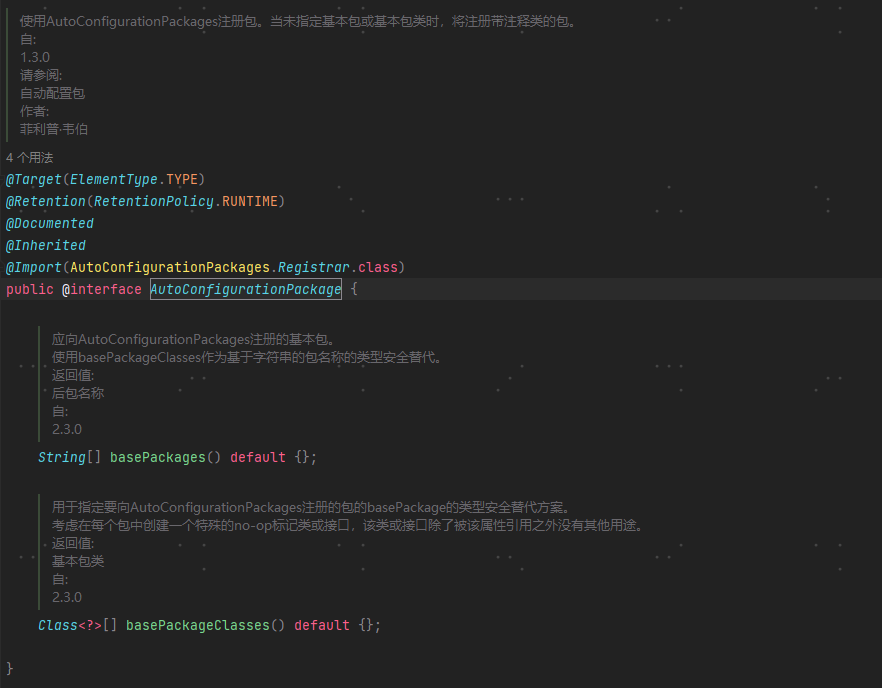 使用AutoConfigurationPackages注册包。当未指定基本包或基本包类时，将注册带注释类的包。
自:
1.3.0
请参阅:
自动配置包
作者:
菲利普·韦伯
4 个用法
@Target(ElementType.TYPE)
@Retention(RetentionPolicy.RUNTIME)
@Documented
@Inherited
@Import(AutoConfigurationPackages.Registrar.class)
public @interface AutoConfigurationPackage {
应向AutoConfigurationPackages注册的基本包。
使用basePackageClasses作为基于字符串的包名称的类型安全替代。
返回值:
后包名称
自:
2.3.0
String[] basePackages() default {};
用于指定要向AutoConfigurationPackages注册的包的basePackage的类型安全替代方案。
考虑在每个包中创建一个特殊的no-op标记类或接口，该类或接口除了被该属性引用之外没有其他用途。
返回值:
基本包类
自:
2.3.0
Class<?>[] basePackageClasses() default {};
}